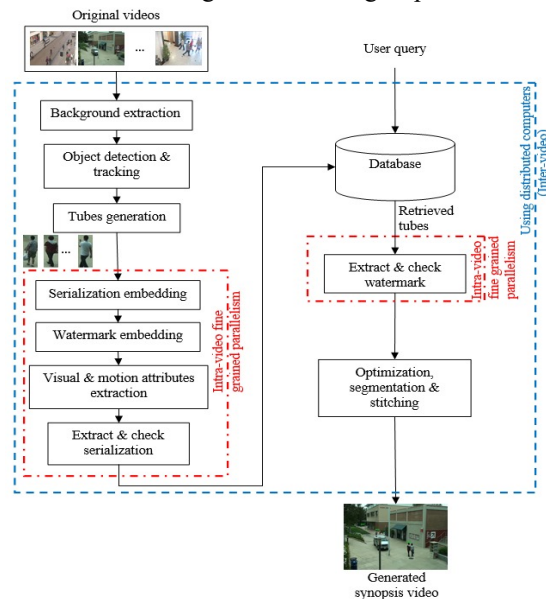 Original videos
...
User query
Background extraction
Object detection &
tracking
Tubes generation
...
Serialization embedding
Watermark embedding
Visual & motion attributes
extraction
Extract & check
serialization
Intra-video fine
grained parallelism
Database
Retrieved
tubes
Extract & check
watermark
Intra-video
fine grained
parallelism
Optimization,
segmentation &
stitching
Using distributed computers
(Inter-video)
Generated
synopsis video